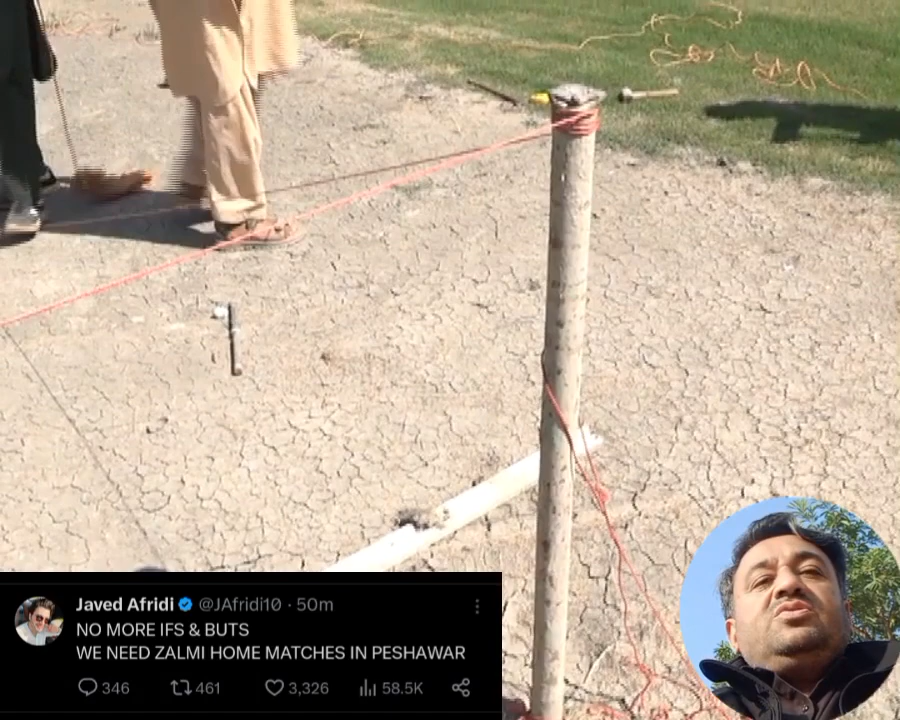 Javed Afridi @JAfridi10 · 50m
NO MORE IFS & BUTS
WE NEED ZALMI HOME MATCHES IN PESHAWAR
346 461 3,326 58.5K